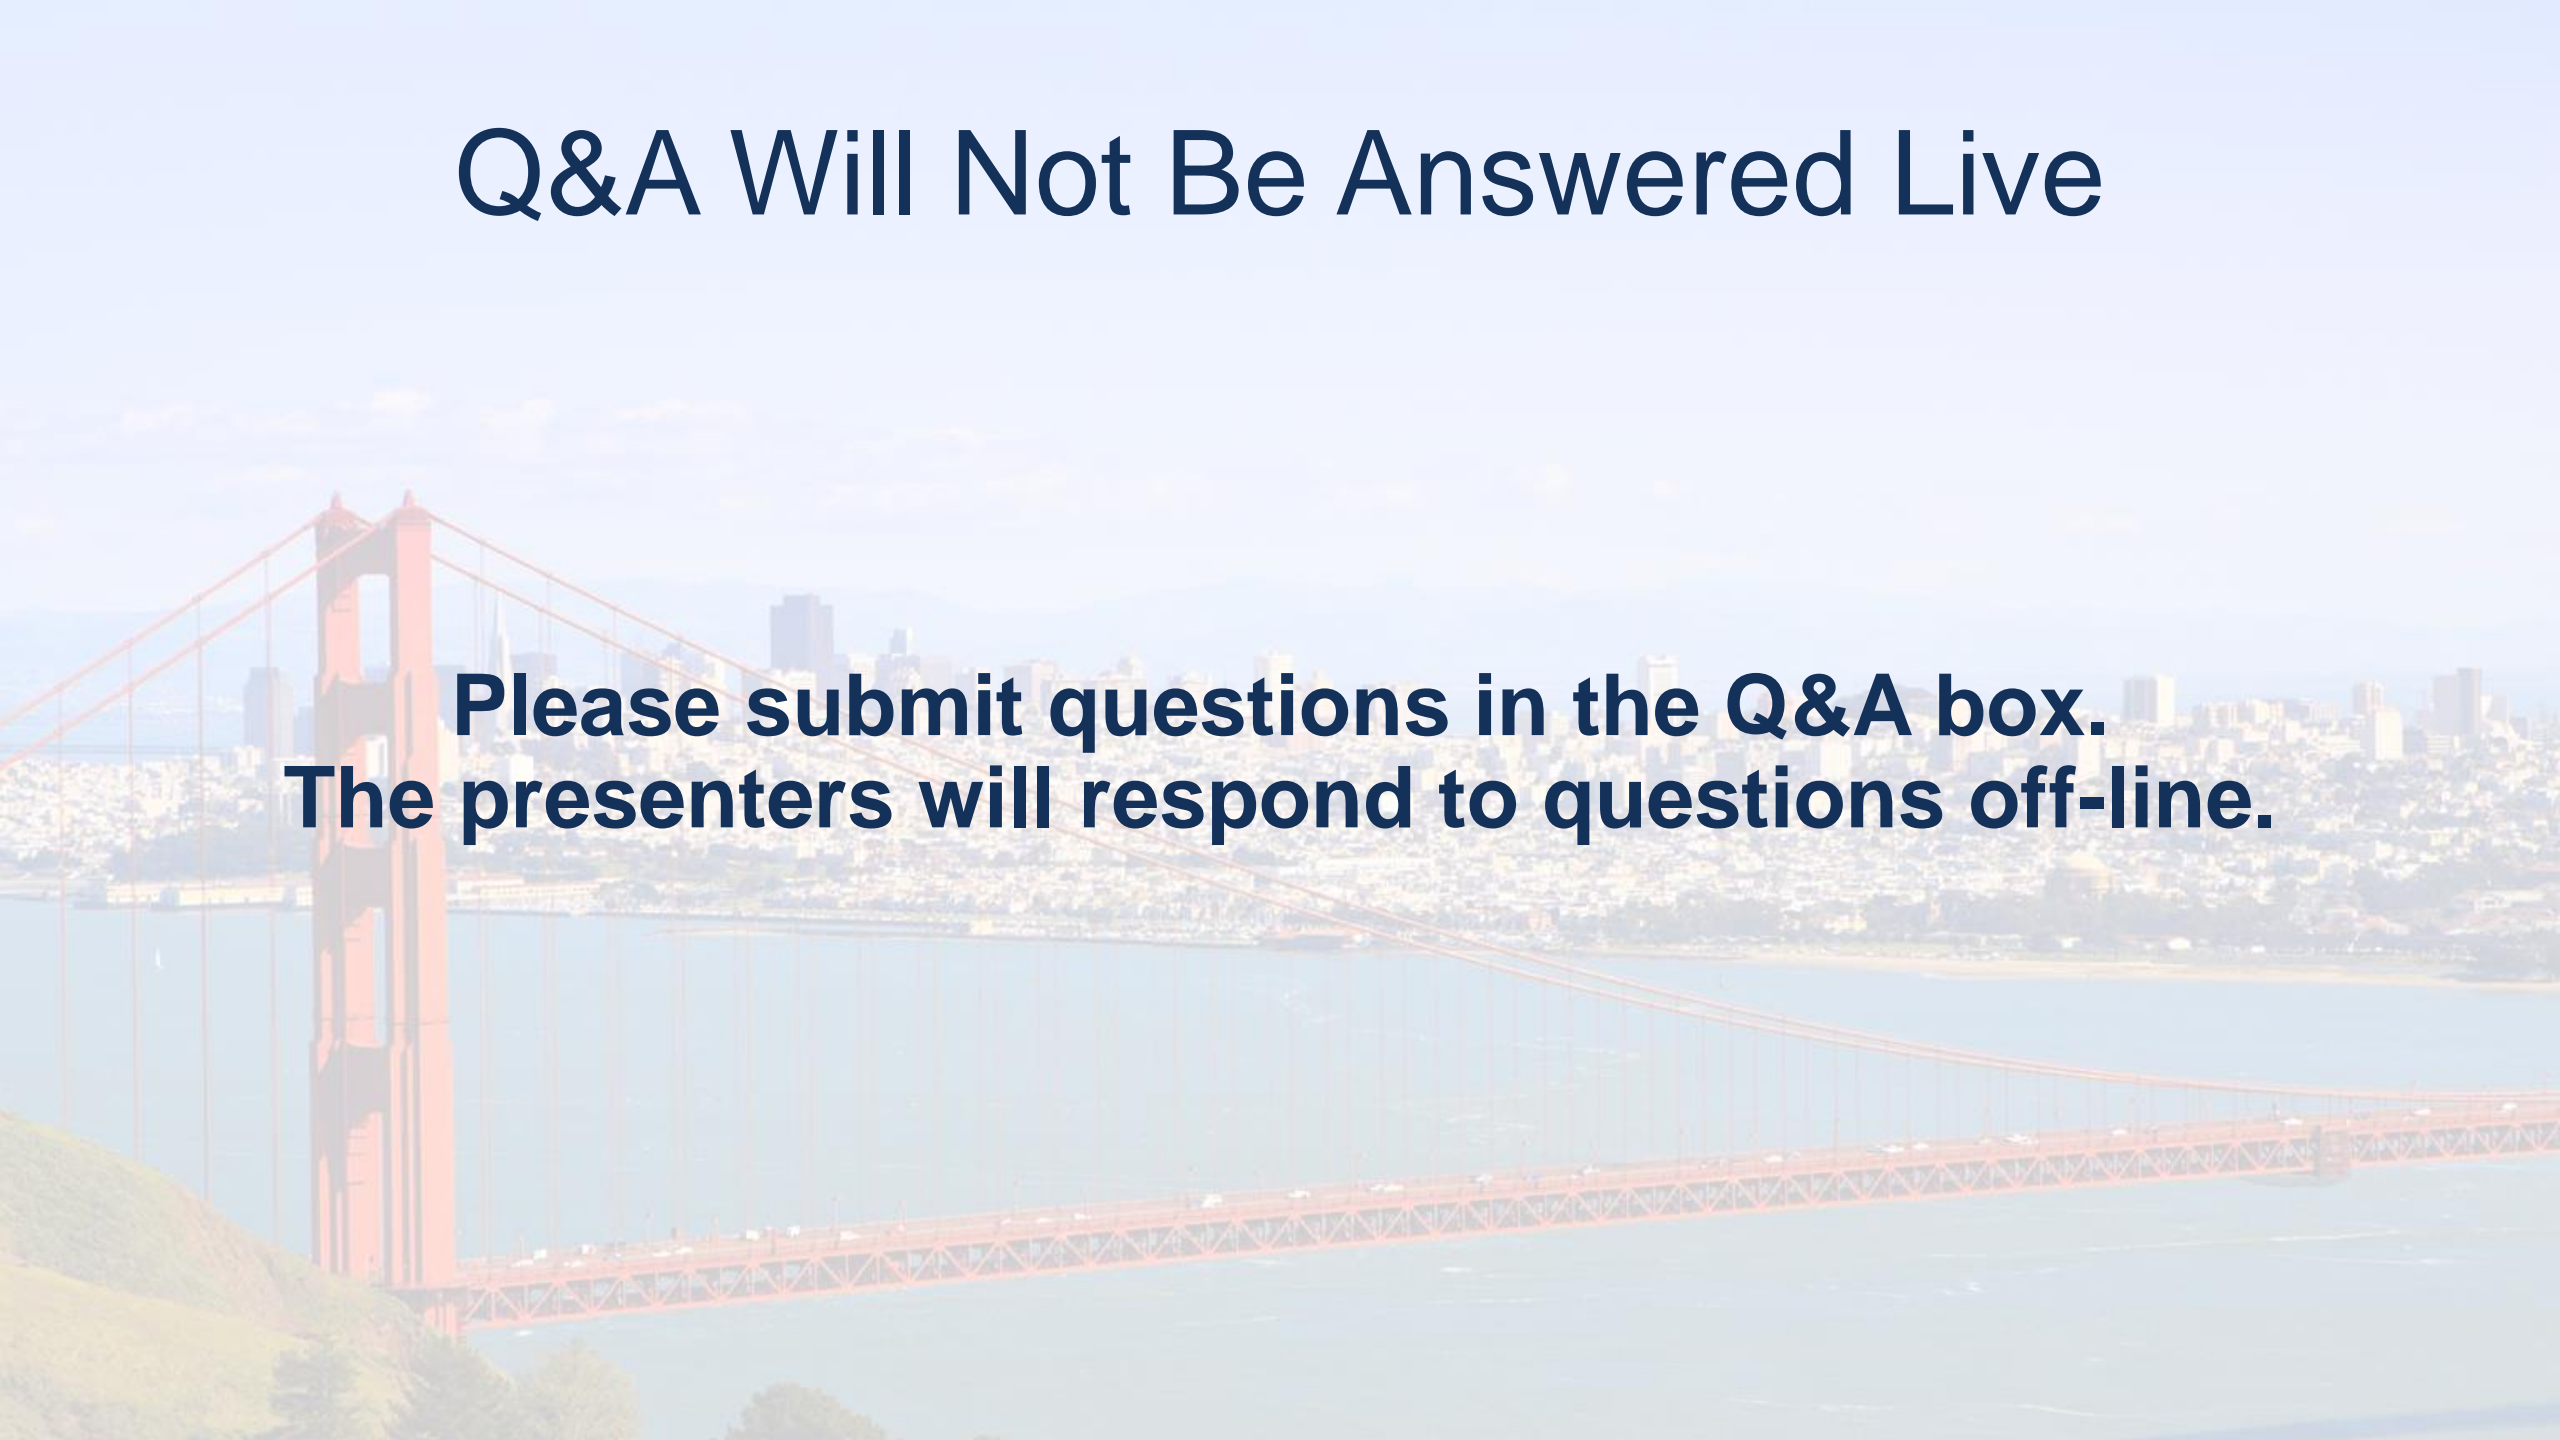 Q&A Will Not Be Answered Live
Please submit questions in the Q&A box.
The presenters will respond to questions off-line.